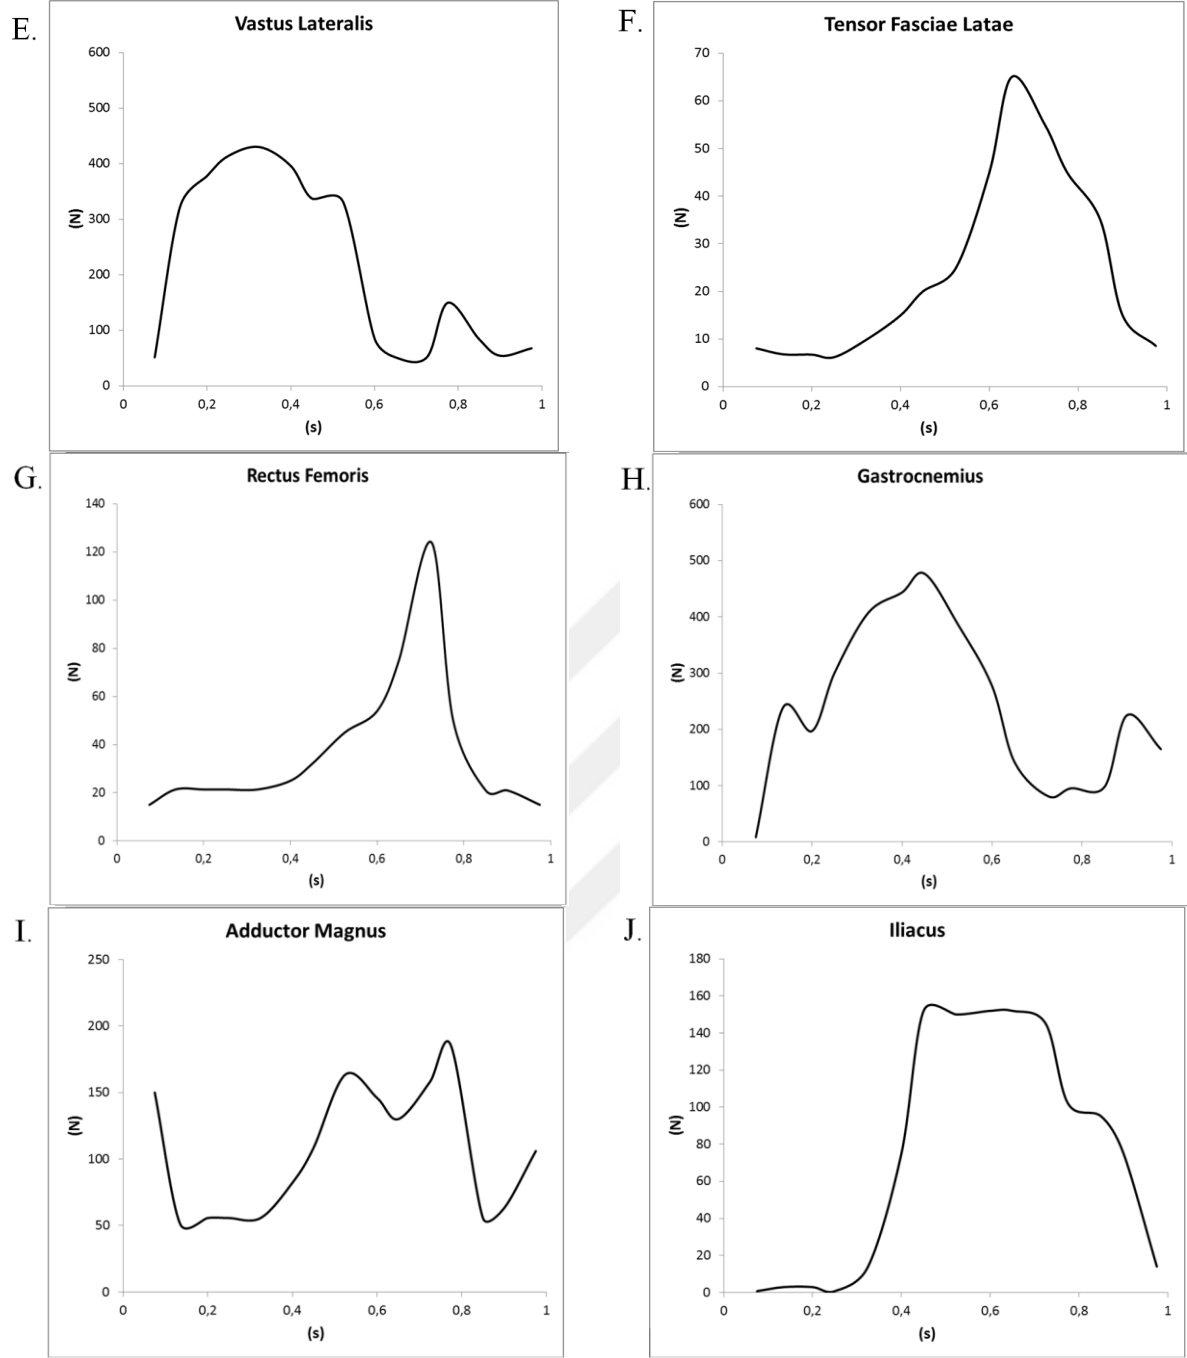 E.
Vastus Lateralis
600
500
400
300
200
100
0
(N)
0 0,2 0,4 0,6 0,8 1
(s)
F.
Tensor Fasciae Latae
70
60
50
40
30
20
10
0
(N)
0 0,2 0,4 0,6 0,8 1
(s)
G.
Rectus Femoris
140
120
100
80
60
40
20
0
(N)
0 0,2 0,4 0,6 0,8 1
(s)
H.
Gastrocnemius
600
500
400
300
200
100
0
(N)
0 0,2 0,4 0,6 0,8 1
(s)
I.
Adductor Magnus
250
200
150
100
50
0
(N)
0 0,2 0,4 0,6 0,8 1
(s)
J.
Iliacus
180
160
140
120
100
80
60
40
20
0
(N)
0 0,2 0,4 0,6 0,8 1
(s)